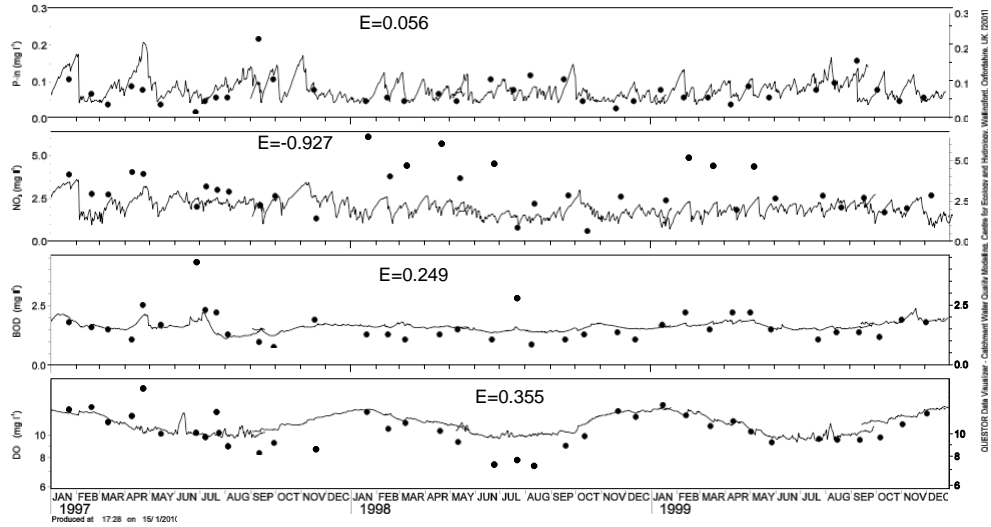 E=0.056
P-in (mg l⁻¹)
0.3
0.2
0.1
0.0
0.3
0.2
0.1
0.0
E=-0.927
5.0
2.5
0.0
5.0
2.5
0.0
E=0.249
BOD (mg l⁻¹)
2.5
0.0
2.5
0.0
E=0.355
DO (mg l⁻¹)
10
8
6
10
8
6
JAN FEB MAR APR MAY JUN JUL AUG SEP OCT NOV DEC JAN FEB MAR APR MAY JUN JUL AUG SEP OCT NOV DEC JAN FEB MAR APR MAY JUN JUL AUG SEP OCT NOV DEC
1997 1998 1999
Produced at 17:28 on 15/ 1/2010
QUESTOR Data Visualizer - Catchment Water Quality Modelling, Centre for Ecology and Hydrology, Wallingford, Oxfordshire, UK [2001]